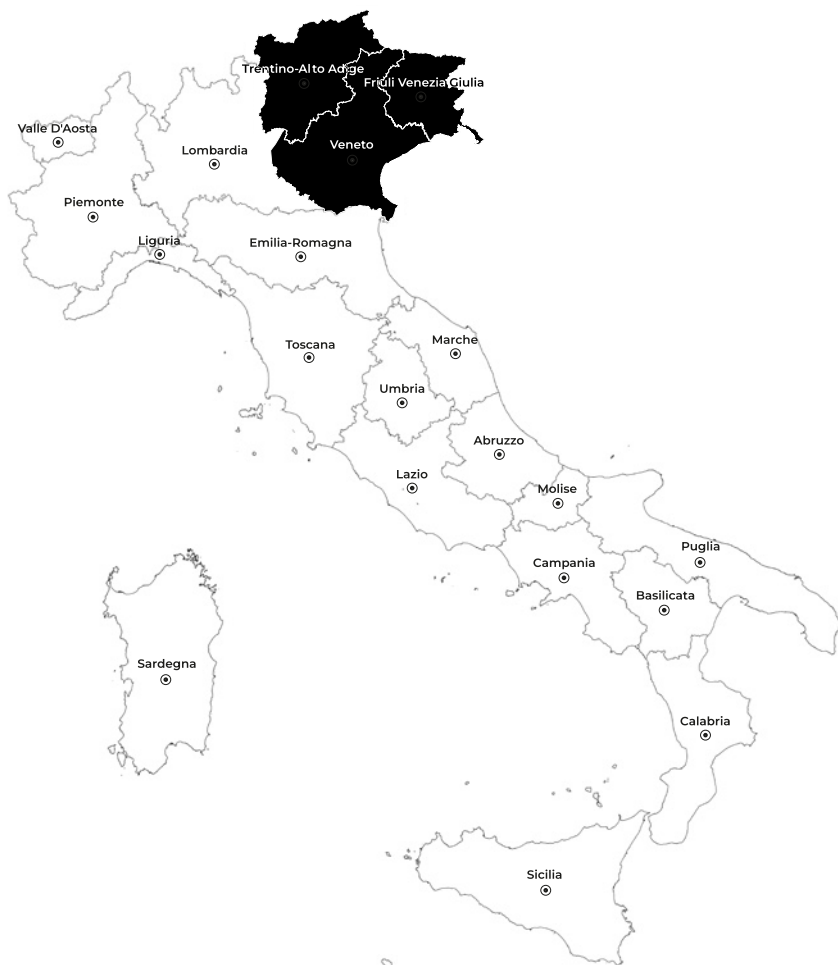 Trentino-Alto Adige
Friuli Venezia Giulia
Valle D'Aosta
Lombardia
Veneto
Piemonte
Liguria
Emilia-Romagna
Toscana
Marche
Umbria
Abruzzo
Lazio
Molise
Campania
Puglia
Basilicata
Sardegna
Calabria
Sicilia